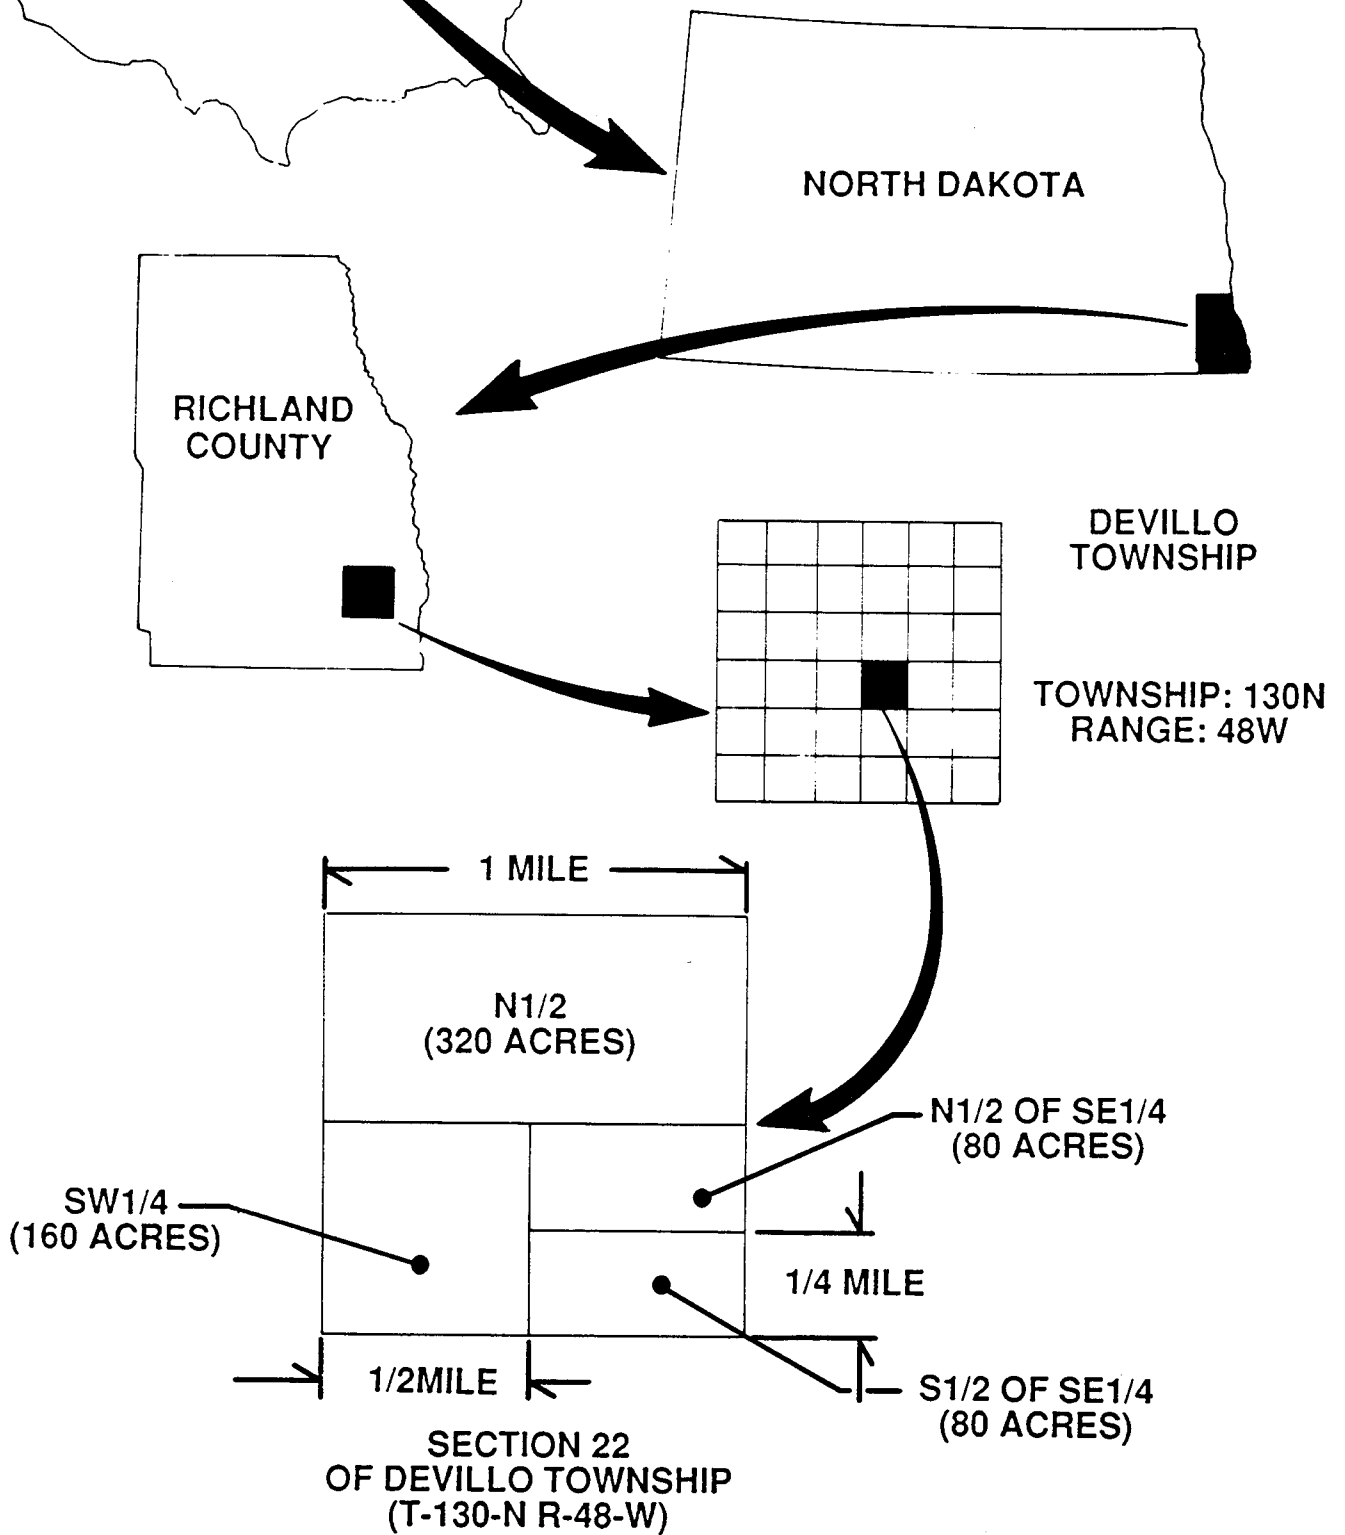 NORTH DAKOTA
RICHLAND
COUNTY
DEVILLO
TOWNSHIP
TOWNSHIP: 130N
RANGE: 48W
1 MILE
N1/2
(320 ACRES)
N1/2 OF SE1/4
(80 ACRES)
SW1/4
(160 ACRES)
1/4 MILE
1/2MILE
S1/2 OF SE1/4
(80 ACRES)
SECTION 22
OF DEVILLO TOWNSHIP
(T-130-N R-48-W)